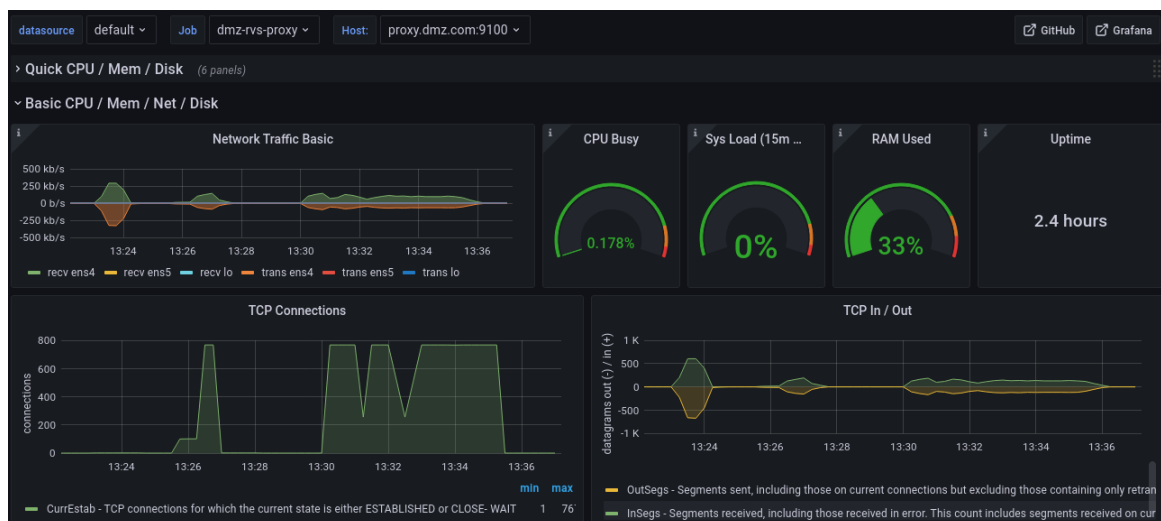 datasource default Job dmz-rvs-proxy Host: proxy.dmz.com:9100 GitHub Grafana
Quick CPU / Mem / Disk (6 panels)
Basic CPU / Mem / Net / Disk
Network Traffic Basic
500 kb/s
250 kb/s
0 b/s
-250 kb/s
-500 kb/s
13:24 13:26 13:28 13:30 13:32 13:34 13:36
recv ens4 recv ens5 recv lo trans ens4 trans ens5 trans lo
CPU Busy
0.178%
Sys Load (15m ...
0%
RAM Used
33%
Uptime
2.4 hours
TCP Connections
connections
800
600
400
200
0
13:24 13:26 13:28 13:30 13:32 13:34 13:36
min max
CurrEstab - TCP connections for which the current state is either ESTABLISHED or CLOSE- WAIT 1 76
TCP In / Out
datagrams out (-) / in (+)
1 K
500
0
-500
-1 K
13:24 13:26 13:28 13:30 13:32 13:34 13:36
OutSegs - Segments sent, including those on current connections but excluding those containing only retran
InSegs - Segments received, including those received in error. This count includes segments received on cur